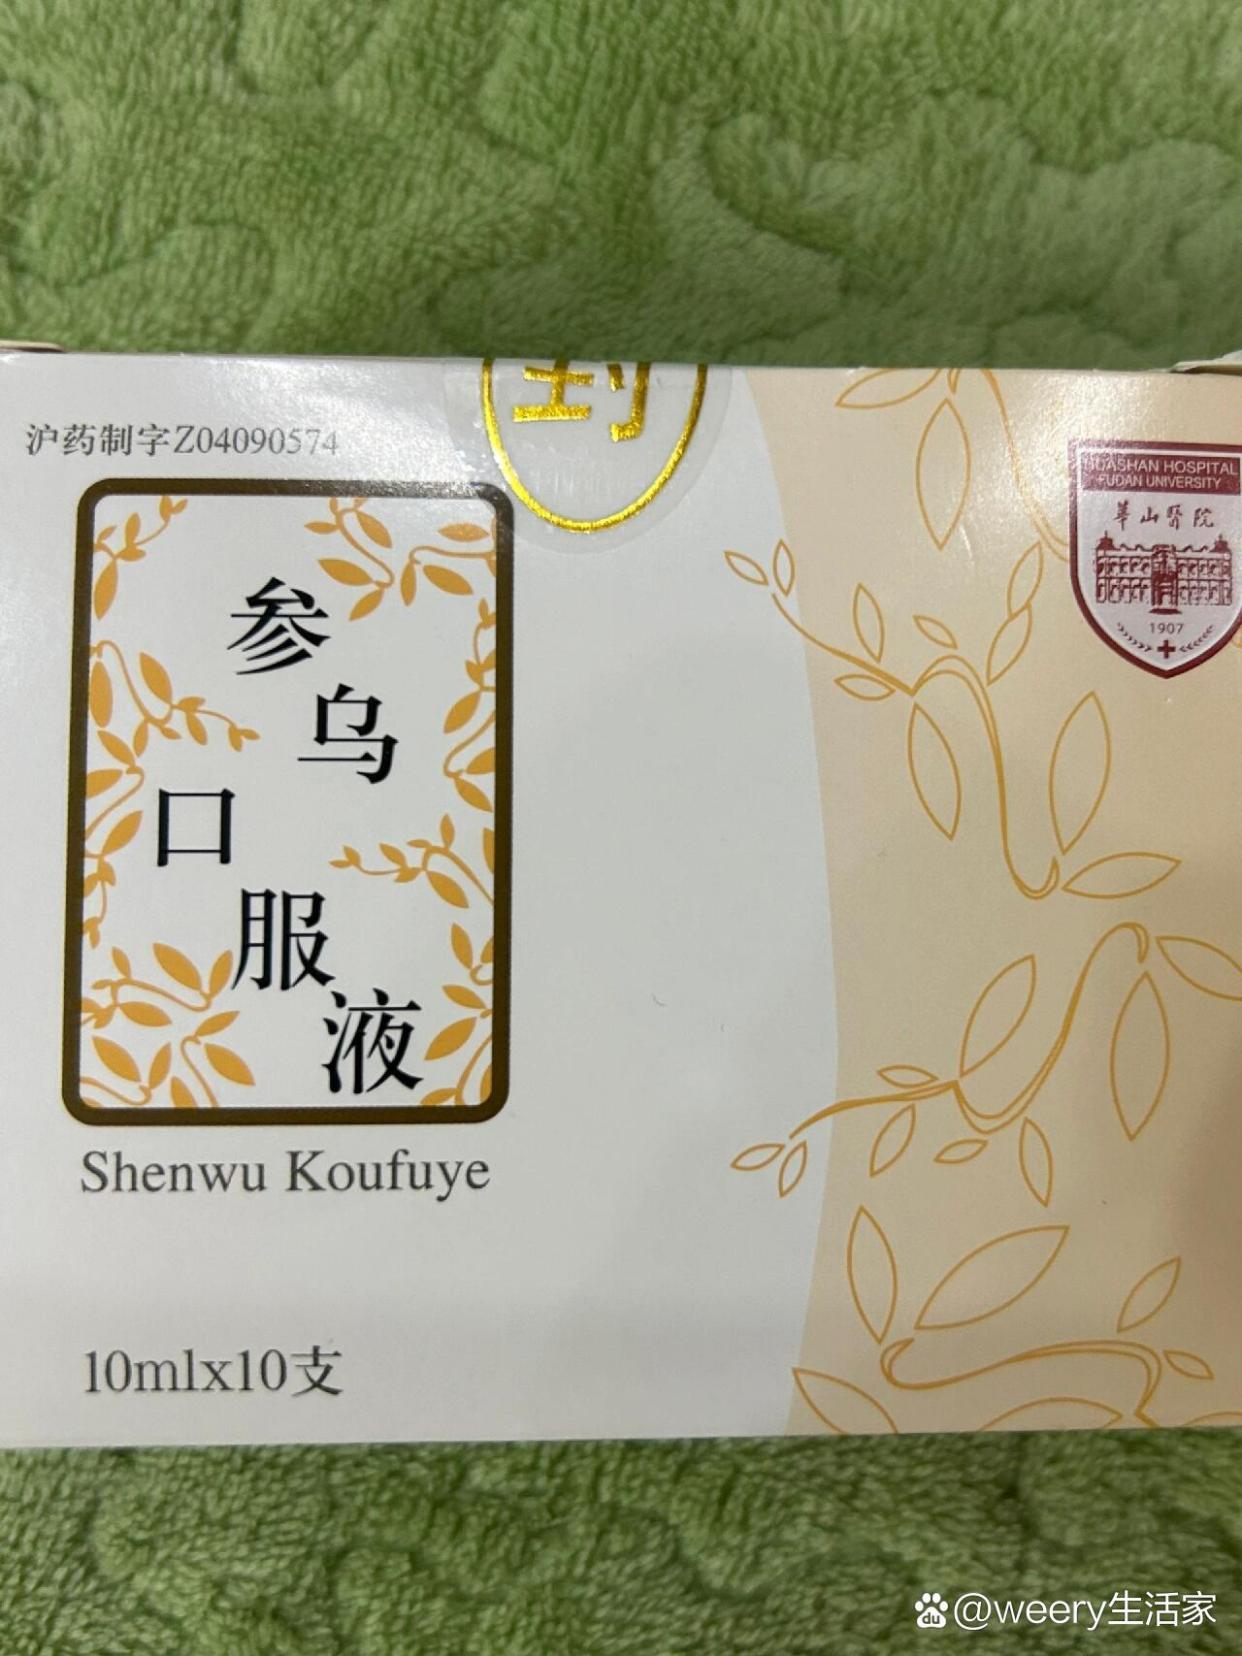 沪药制字Z04090574
参乌口服液
Shenwu Koufuye
10mlx10支
HUASHAN HOSPITAL
FUDAN UNIVERSITY
華山醫院
1907
du
@weery生活家